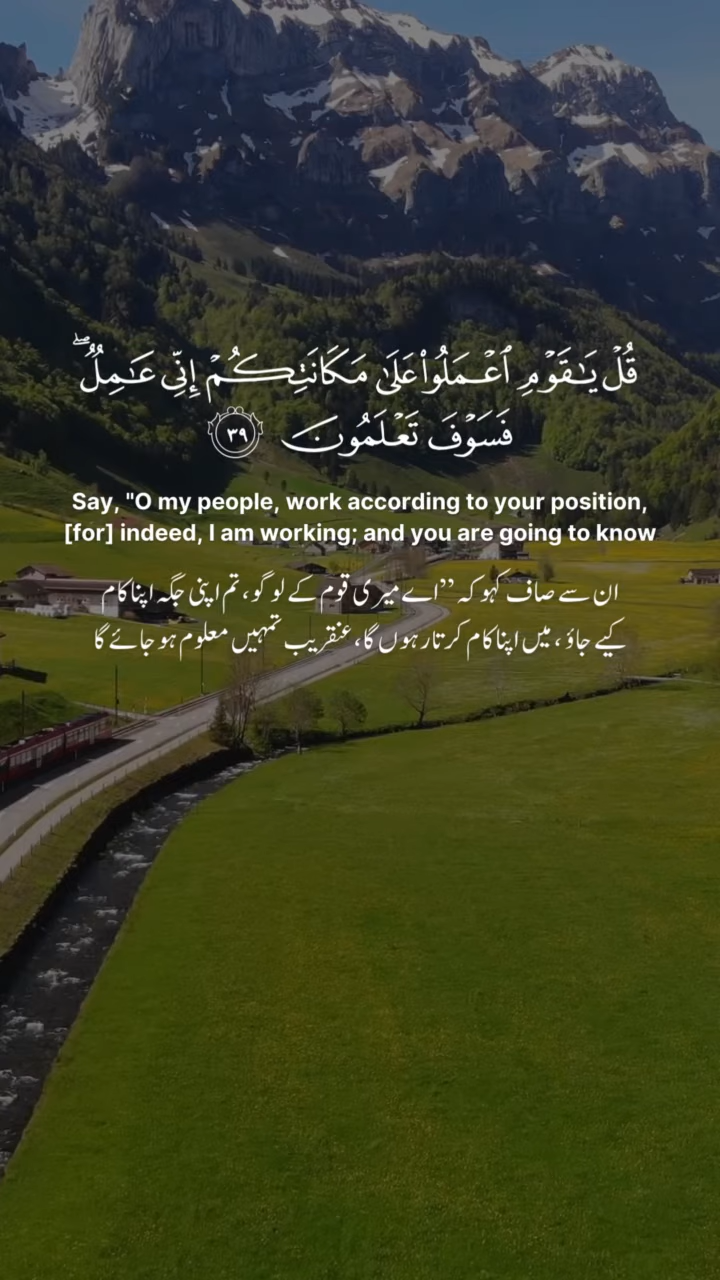 قُلْ يَـٰقَوْمِ ٱعْمَلُوا۟ عَلَىٰ مَكَانَتِكُمْ إِنِّى عَـٰمِلٌۭ ۖ
فَسَوْفَ تَعْلَمُونَ ٣٩
Say, "O my people, work according to your position,
[for] indeed, I am working; and you are going to know
ان سے صاف کہو کہ ”اے میری قوم کے لوگو، تم اپنی جگہ اپنا کام
کیے جاؤ، میں اپنا کام کرتا رہوں گا، عنقریب تمہیں معلوم ہو جائے گا